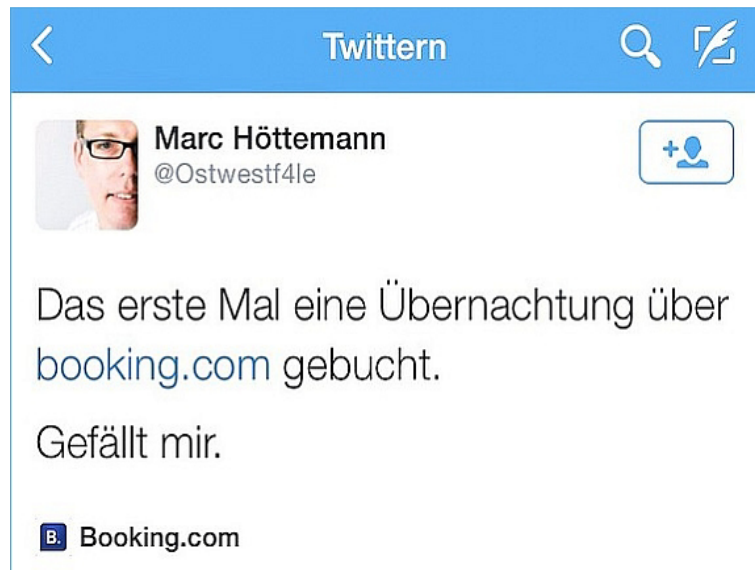 Twittern
Marc Höttemann
@Ostwestf4le
Das erste Mal eine Übernachtung über
booking.com gebucht.
Gefällt mir.
B. Booking.com